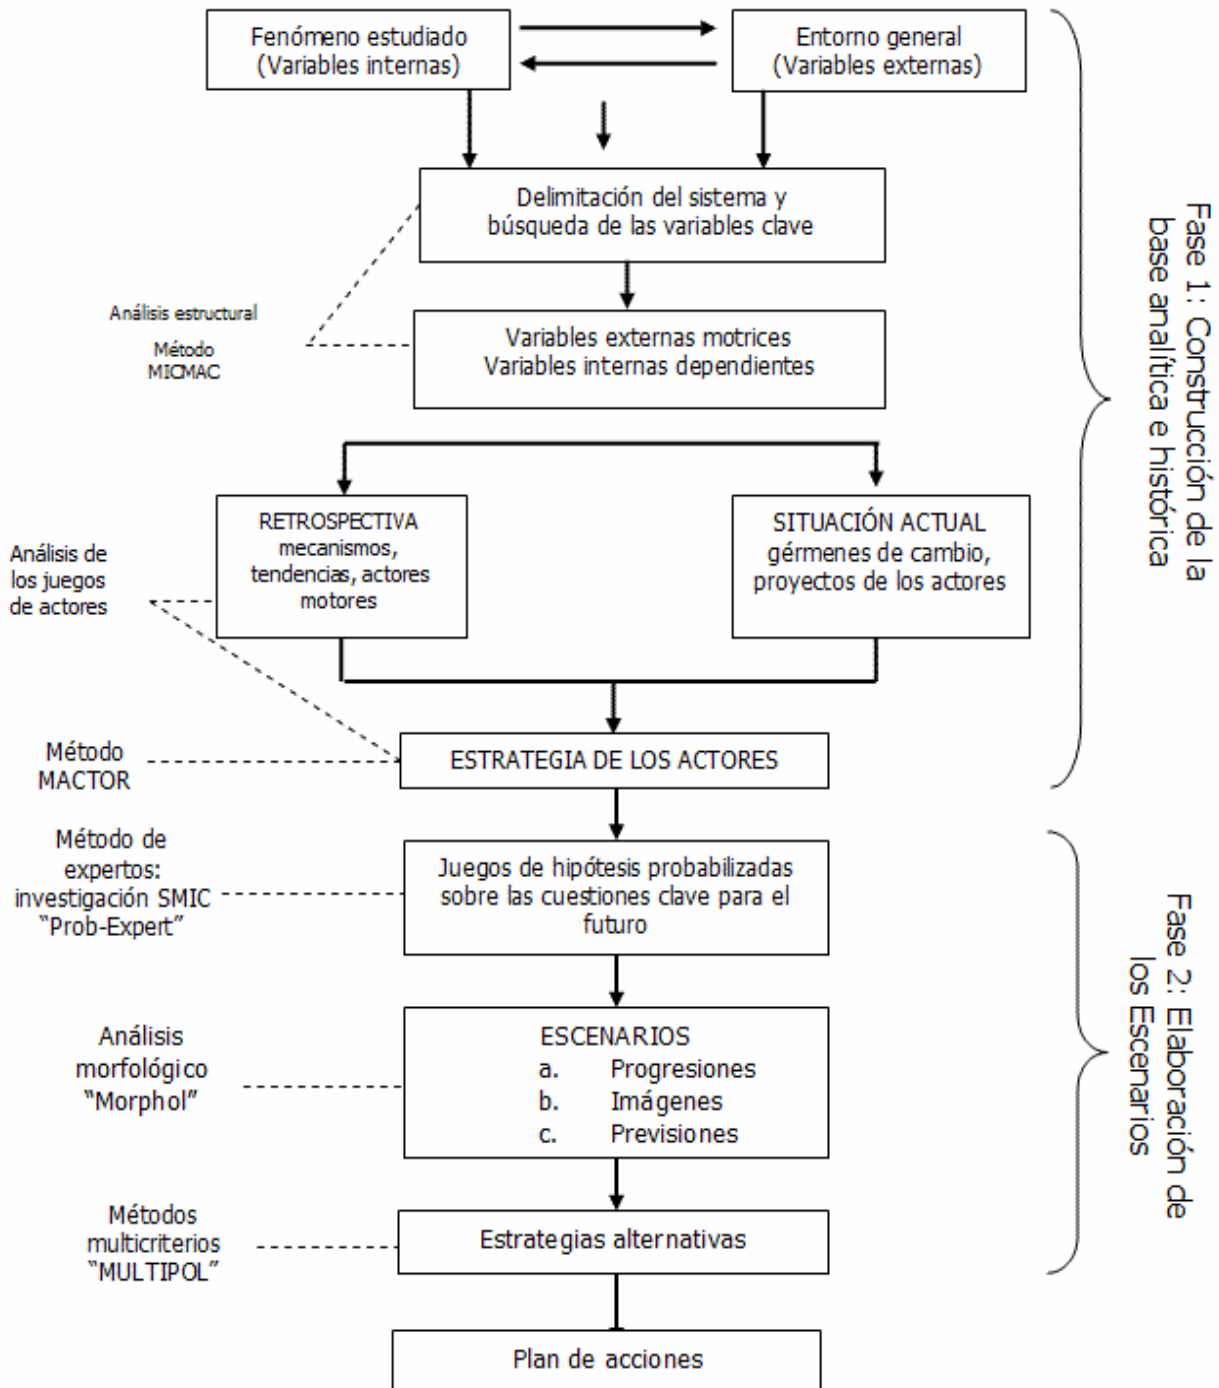 Fenómeno estudiado
(Variables internas)
Entorno general
(Variables externas)
Delimitación del sistema y
búsqueda de las variables clave
Análisis estructural
Método
MICMAC
Variables externas motrices
Variables internas dependientes
Fase 1: Construcción de la
base analítica e histórica
RETROSPECTIVA
mecanismos,
tendencias, actores
motores
SITUACIÓN ACTUAL
gérmenes de cambio,
proyectos de los actores
Análisis de
los juegos
de actores
Método
MACTOR
ESTRATEGIA DE LOS ACTORES
Método de
expertos:
investigación SMIC
"Prob-Expert"
Juegos de hipótesis probabilizadas
sobre las cuestiones clave para el
futuro
Análisis
morfológico
"Morphol"
ESCENARIOS
a. Progresiones
b. Imágenes
c. Previsiones
Fase 2: Elaboración de
los Escenarios
Métodos
multicriterios
"MULTIPOL"
Estrategias alternativas
Plan de acciones